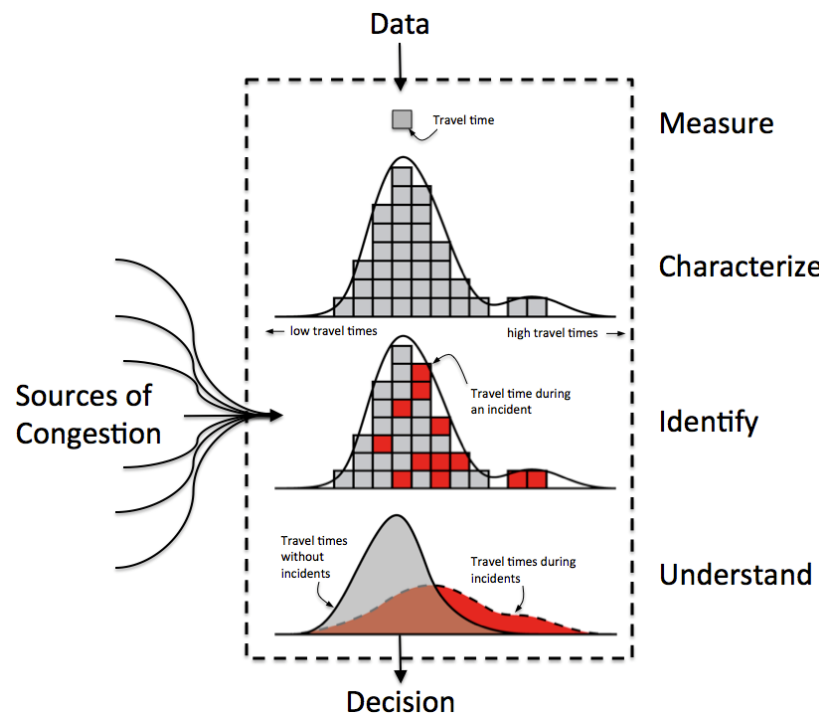 Data
Travel time
Measure
Characterize
low travel times
high travel times
Travel time during
an incident
Sources of
Congestion
Identify
Travel times
without
incidents
Travel times during
incidents
Understand
Decision